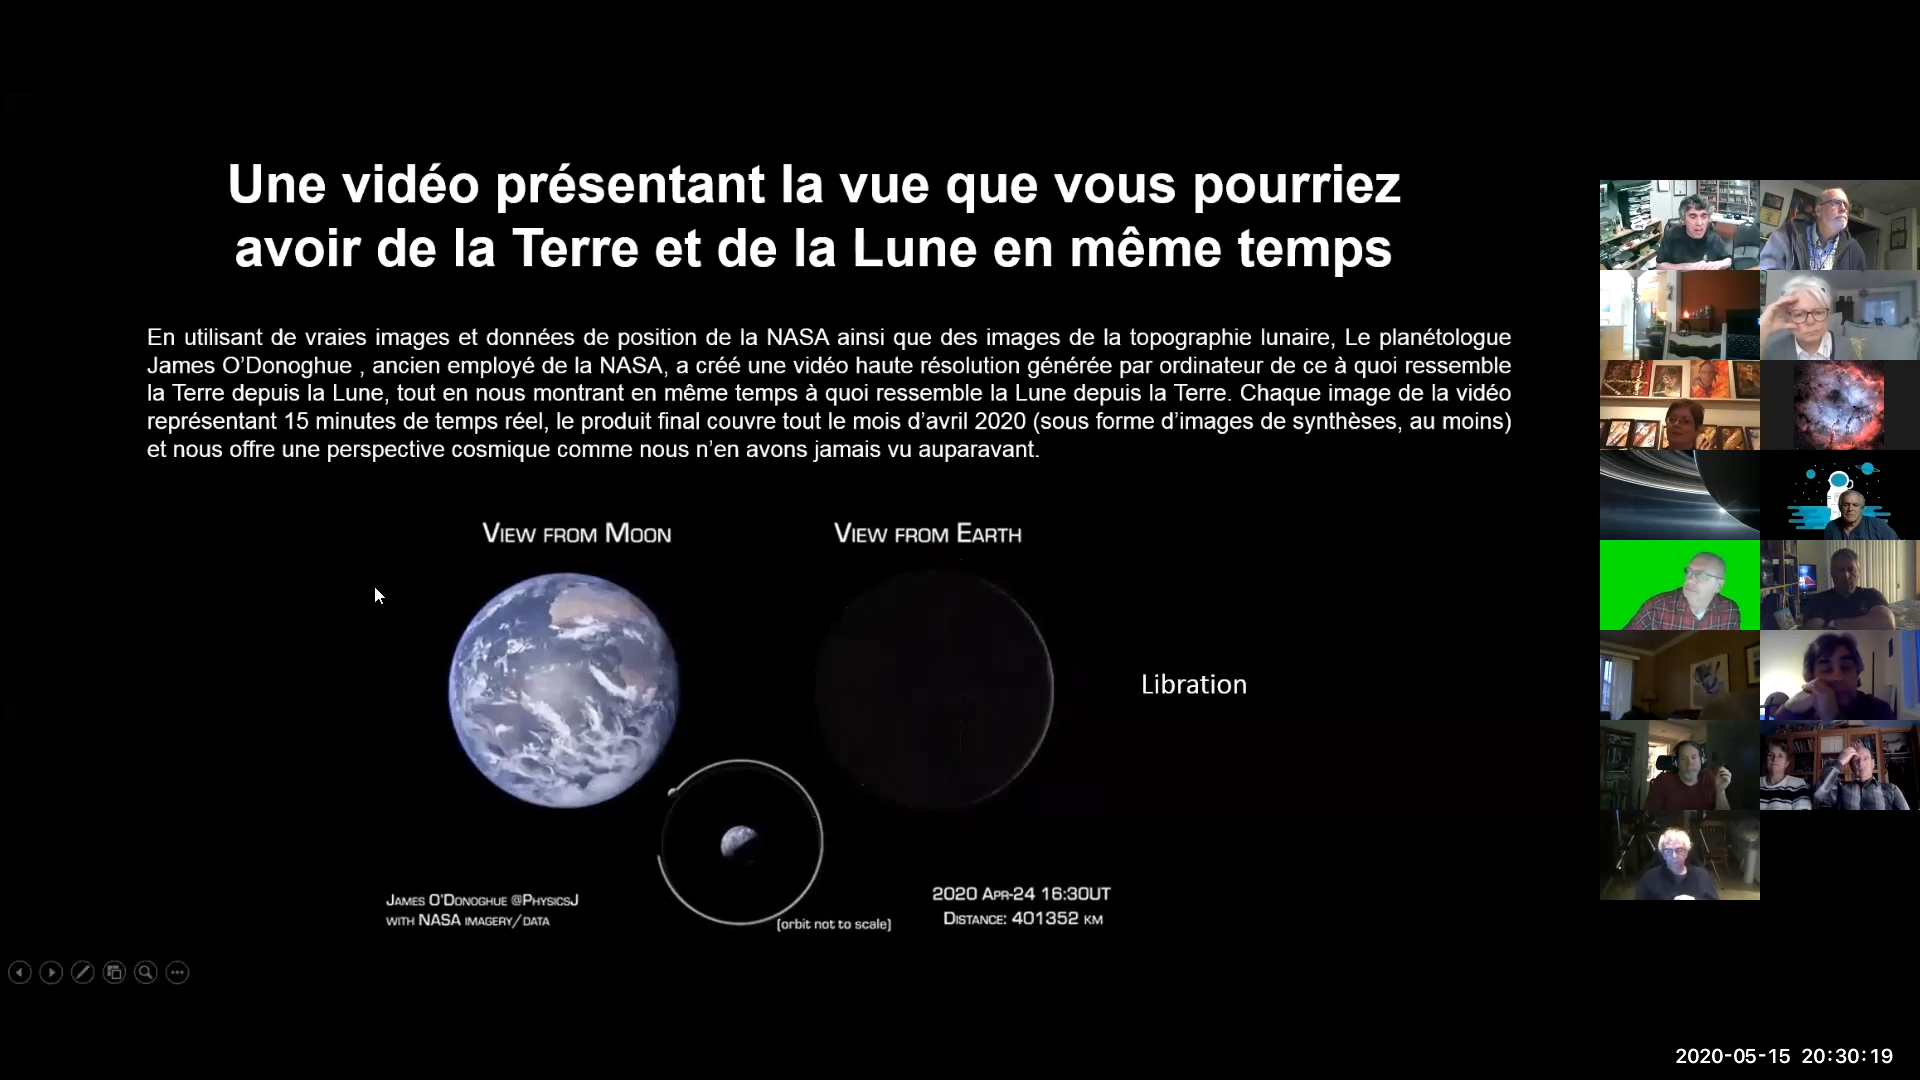 Une vidéo présentant la vue que vous pourriez
avoir de la Terre et de la Lune en même temps
En utilisant de vraies images et données de position de la NASA ainsi que des images de la topographie lunaire, Le planétologue
James O’Donoghue , ancien employé de la NASA, a créé une vidéo haute résolution générée par ordinateur de ce à quoi ressemble
la Terre depuis la Lune, tout en nous montrant en même temps à quoi ressemble la Lune depuis la Terre. Chaque image de la vidéo
représentant 15 minutes de temps réel, le produit final couvre tout le mois d’avril 2020 (sous forme d’images de synthèses, au moins)
et nous offre une perspective cosmique comme nous n’en avons jamais vu auparavant.
View from Moon
View from Earth
Libration
James O'Donoghue @PhysicsJ
with NASA imagery/data
(orbit not to scale)
2020 Apr-24 16:30UT
Distance: 401352 km
2020-05-15 20:30:19